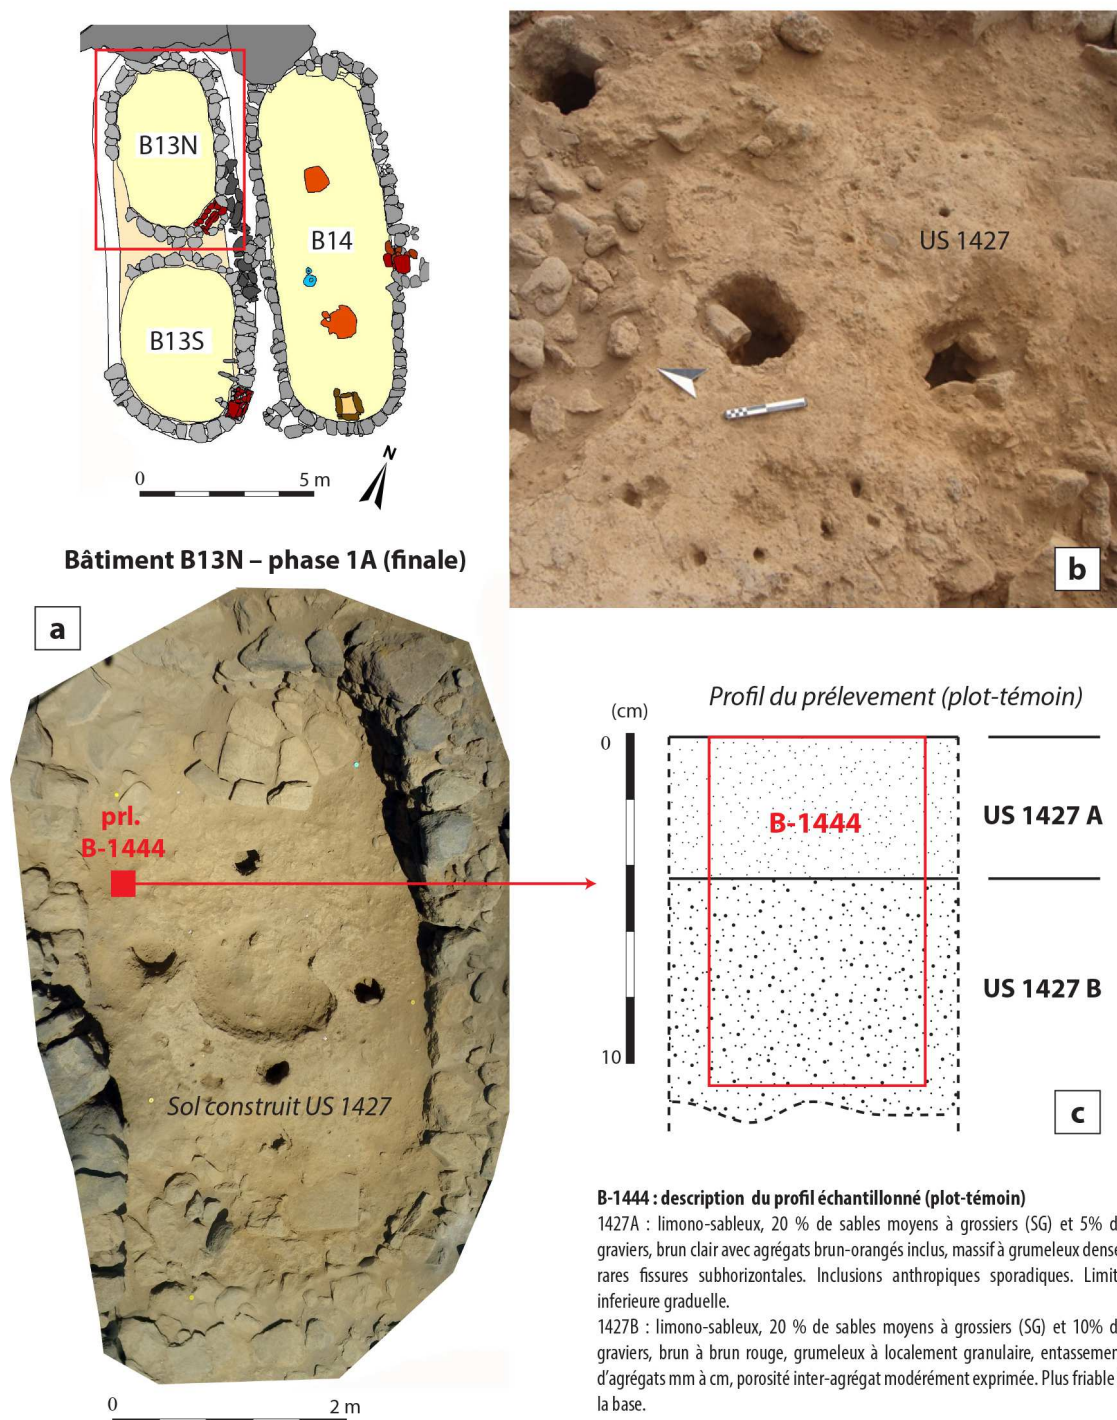 B13N
B14
B13S
0 5 m
N
US 1427
b
Bâtiment B13N – phase 1A (finale)
a
prl.
B-1444
Sol construit US 1427
0 2 m
Profil du prélevement (plot-témoin)
(cm)
0
B-1444
US 1427 A
US 1427 B
10
c
B-1444 : description du profil échantillonné (plot-témoin)
1427A : limono-sableux, 20 % de sables moyens à grossiers (SG) et 5% d
graviers, brun clair avec agrégats brun-orangés inclus, massif à grumeleux dense
rares fissures subhorizontales. Inclusions anthropiques sporadiques. Limit
inferieure graduelle.
1427B : limono-sableux, 20 % de sables moyens à grossiers (SG) et 10% d
graviers, brun à brun rouge, grumeleux à localement granulaire, entassemen
d'agrégats mm à cm, porosité inter-agrégat modérément exprimée. Plus friable
la base.